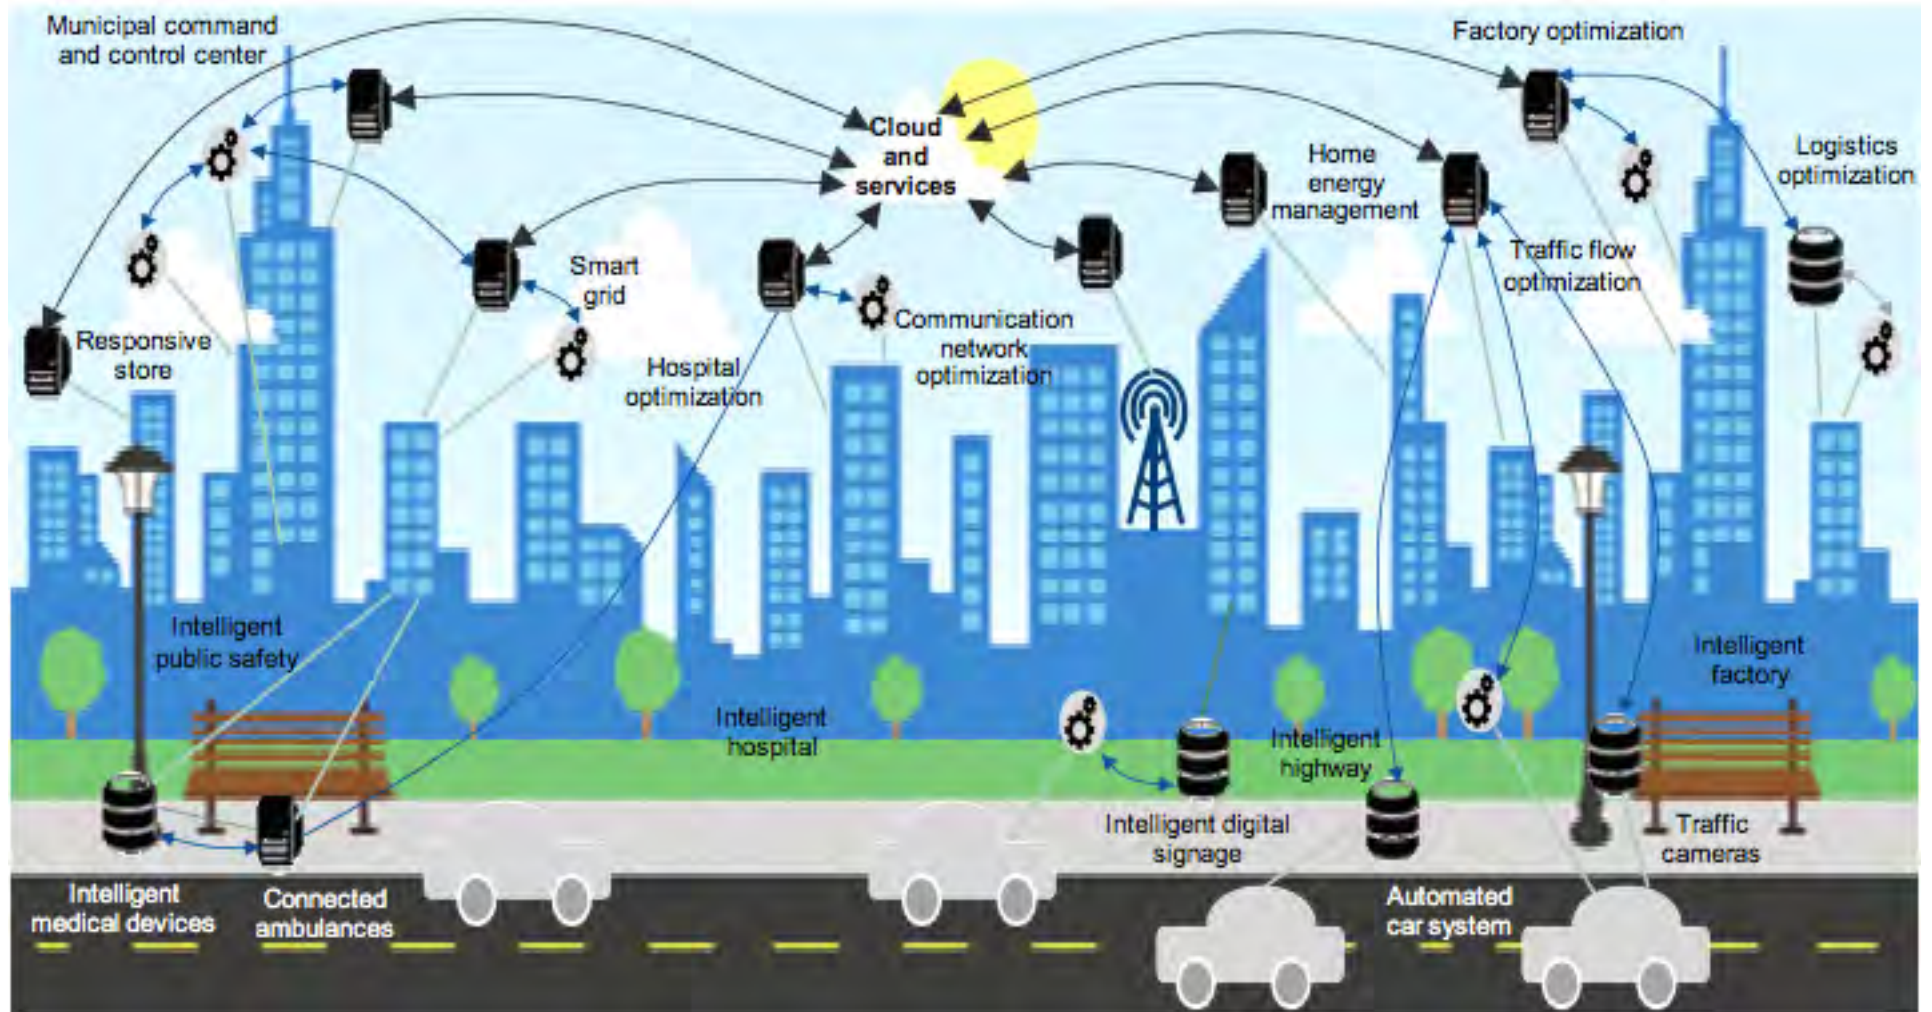 Municipal command
and control center
Factory optimization
Cloud
and
services
Home
energy
management
Logistics
optimization
Smart
grid
Traffic flow
optimization
Responsive
store
Communication
network
optimization
Hospital
optimization
Intelligent
public safety
Intelligent
factory
Intelligent
hospital
Intelligent
highway
Intelligent digital
signage
Traffic
cameras
Intelligent
medical devices
Connected
ambulances
Automated
car system